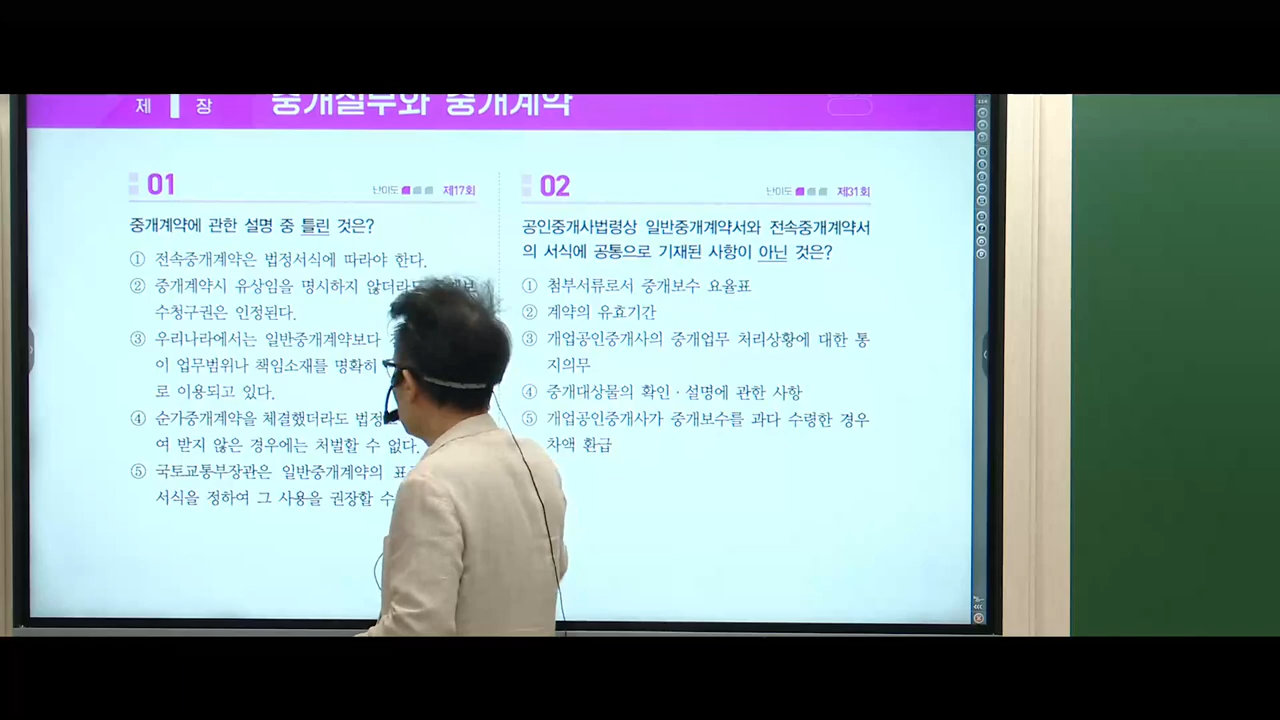 제 1 장 중개실무와 중개계약
01
난이도 제17회
중개계약에 관한 설명 중 틀린 것은?
① 전속중개계약은 법정서식에 따라야 한다.
② 중개계약시 유상임을 명시하지 않더라도
수청구권은 인정된다.
③ 우리나라에서는 일반중개계약보다
이 업무범위나 책임소재를 명확히
로 이용되고 있다.
④ 순가중개계약을 체결했더라도
여 받지 않은 경우에는 처벌할 수 없다.
⑤ 국토교통부장관은 일반중개계약의
서식을 정하여 그 사용을 권장할 수
02
난이도 제31회
공인중개사법령상 일반중개계약서와 전속중개계약서
의 서식에 공통으로 기재된 사항이 아닌 것은?
① 첨부서류로서 중개보수 요율표
② 계약의 유효기간
③ 개업공인중개사의 중개업무 처리상황에 대한 통
지의무
④ 중개대상물의 확인·설명에 관한 사항
⑤ 개업공인중개사가 중개보수를 과다 수령한 경우
차액 환급